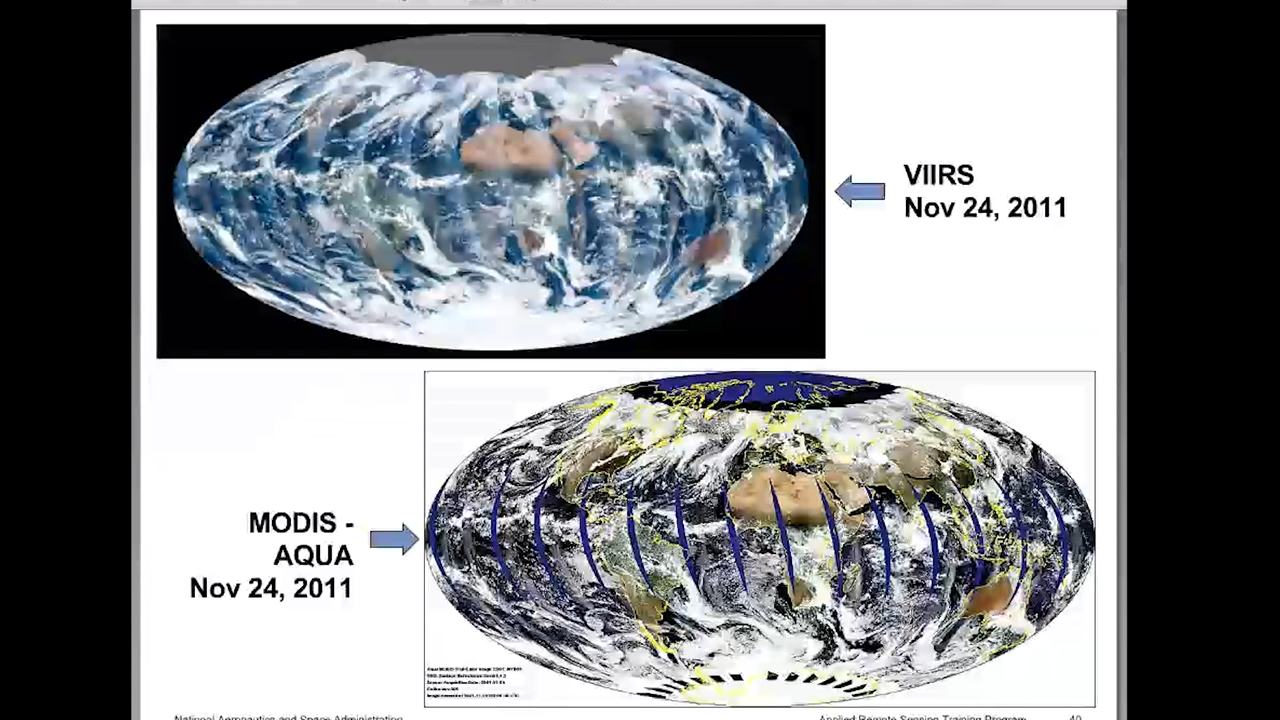 VIIRS
Nov 24, 2011
MODIS -
AQUA
Nov 24, 2011
National Aeronautics and Space Administration
Applied Remote Sensing Training Program
40